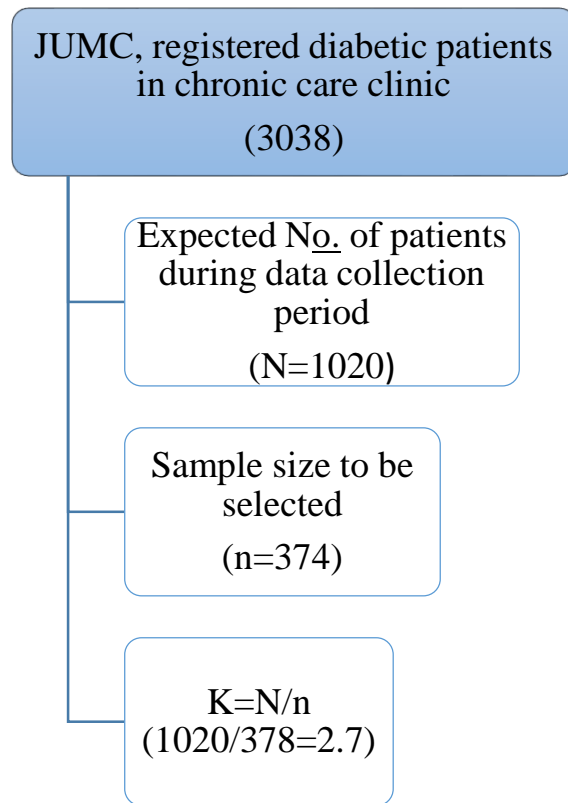 JUMC, registered diabetic patients
in chronic care clinic
(3038)
Expected No. of patients
during data collection
period
(N=1020)
Sample size to be
selected
(n=374)
K=N/n
(1020/378=2.7)